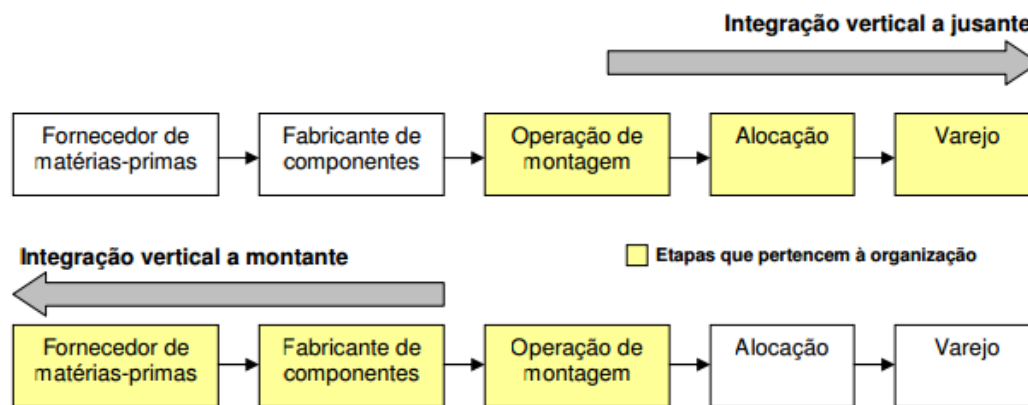 Integração vertical a jusante
Fornecedor de
matérias-primas
Fabricante de
componentes
Operação de
montagem
Alocação
Varejo
Integração vertical a montante
Etapas que pertencem à organização
Fornecedor de
matérias-primas
Fabricante de
componentes
Operação de
montagem
Alocação
Varejo